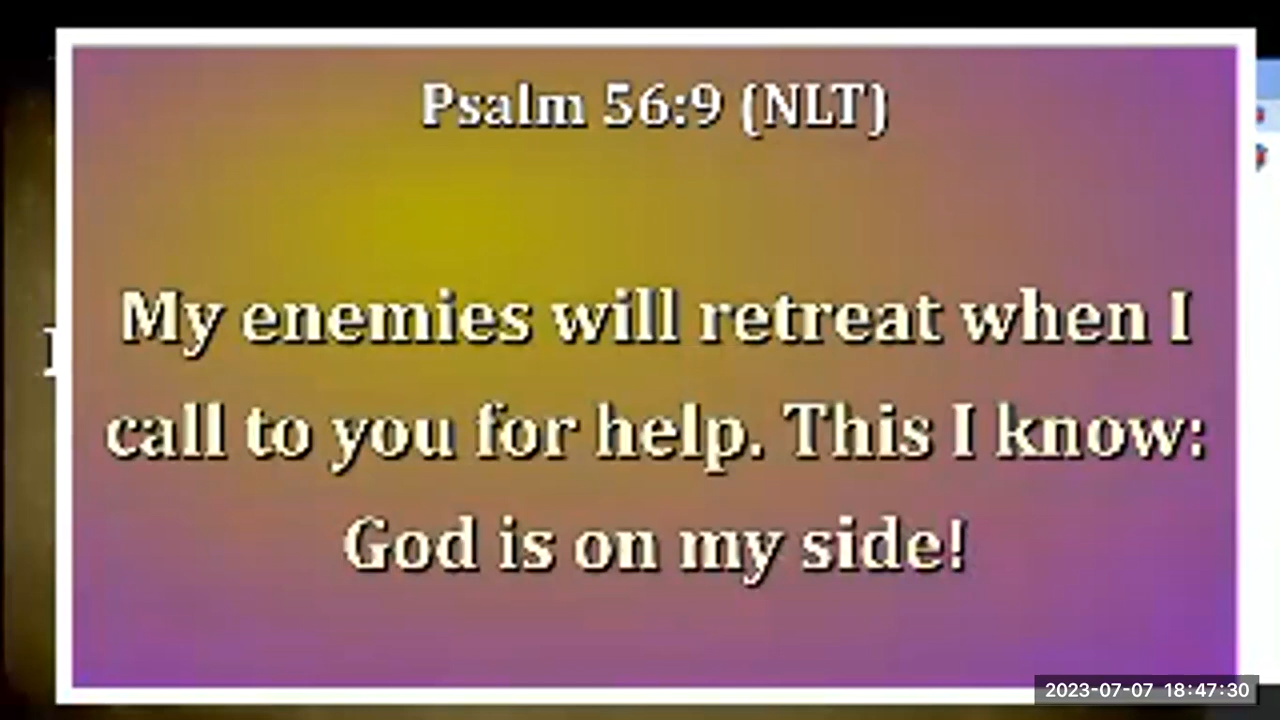 Psalm 56:9 (NLT)
My enemies will retreat when I
call to you for help. This I know:
God is on my side!
2023-07-07 18:47:30